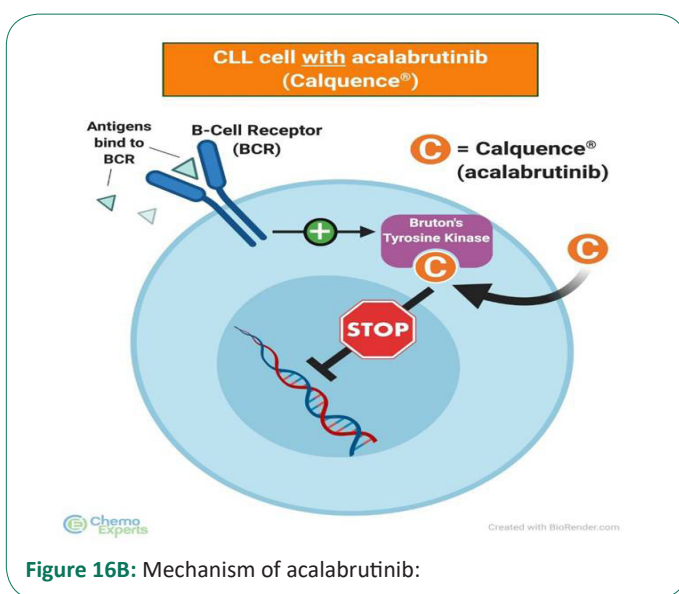 CLL cell with acalabrutinib
(Calquence®)
Antigens
bind to
BCR
B-Cell Receptor
(BCR)
C = Calquence®
(acalabrutinib)
+
Bruton's
Tyrosine Kinase
C
C
STOP
Chemo
Experts
Created with BioRender.com
Figure 16B: Mechanism of acalabrutinib: